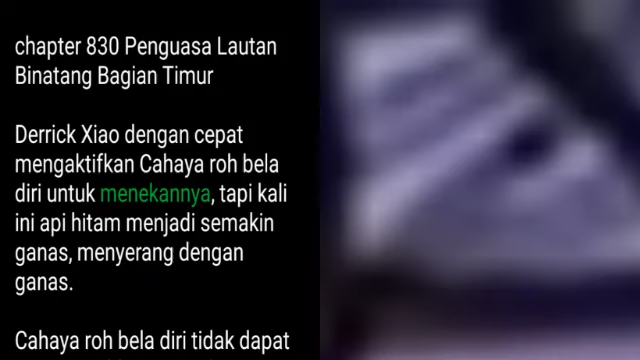 chapter 830 Penguasa Lautan
Binatang Bagian Timur
Derrick Xiao dengan cepat
mengaktifkan Cahaya roh bela
diri untuk menekannya, tapi kali
ini api hitam menjadi semakin
ganas, menyerang dengan
ganas.
Cahaya roh bela diri tidak dapat